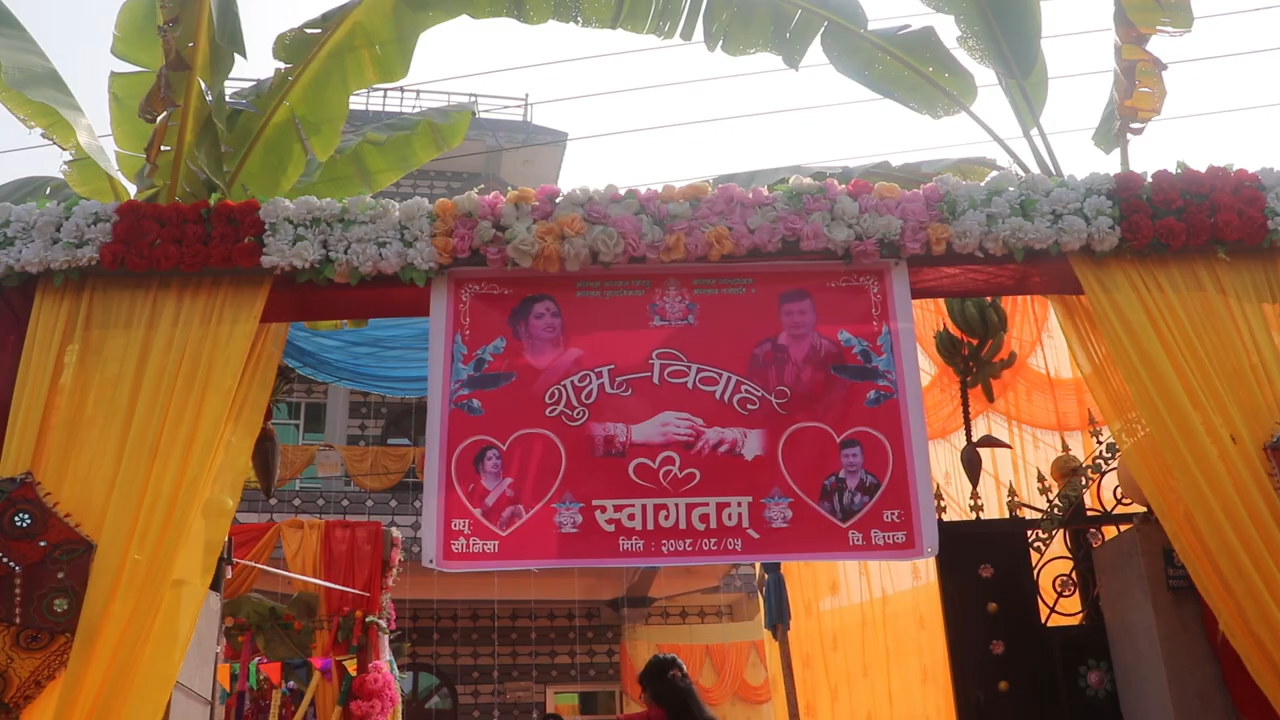 शुभ-विवाह
स्वागतम्
वधू:
सौ.निसा
मिति : २०७८/०८/०५
वर:
चि. दिपक